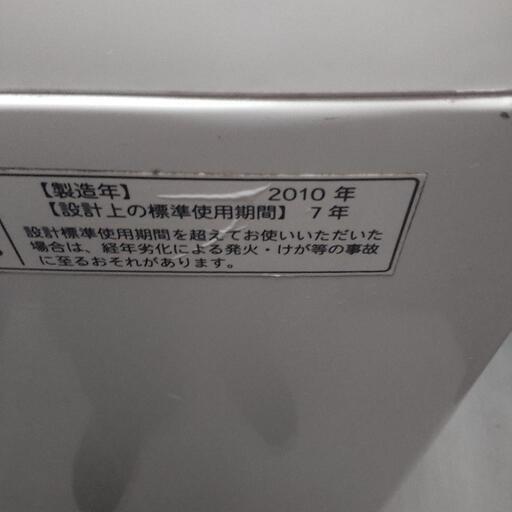 【製造年】 2010 年
【設計上の標準使用期間】 7 年
設計標準使用期間を超えてお使いいただいた
場合は、経年劣化による発火・けが等の事故
に至るおそれがあります。